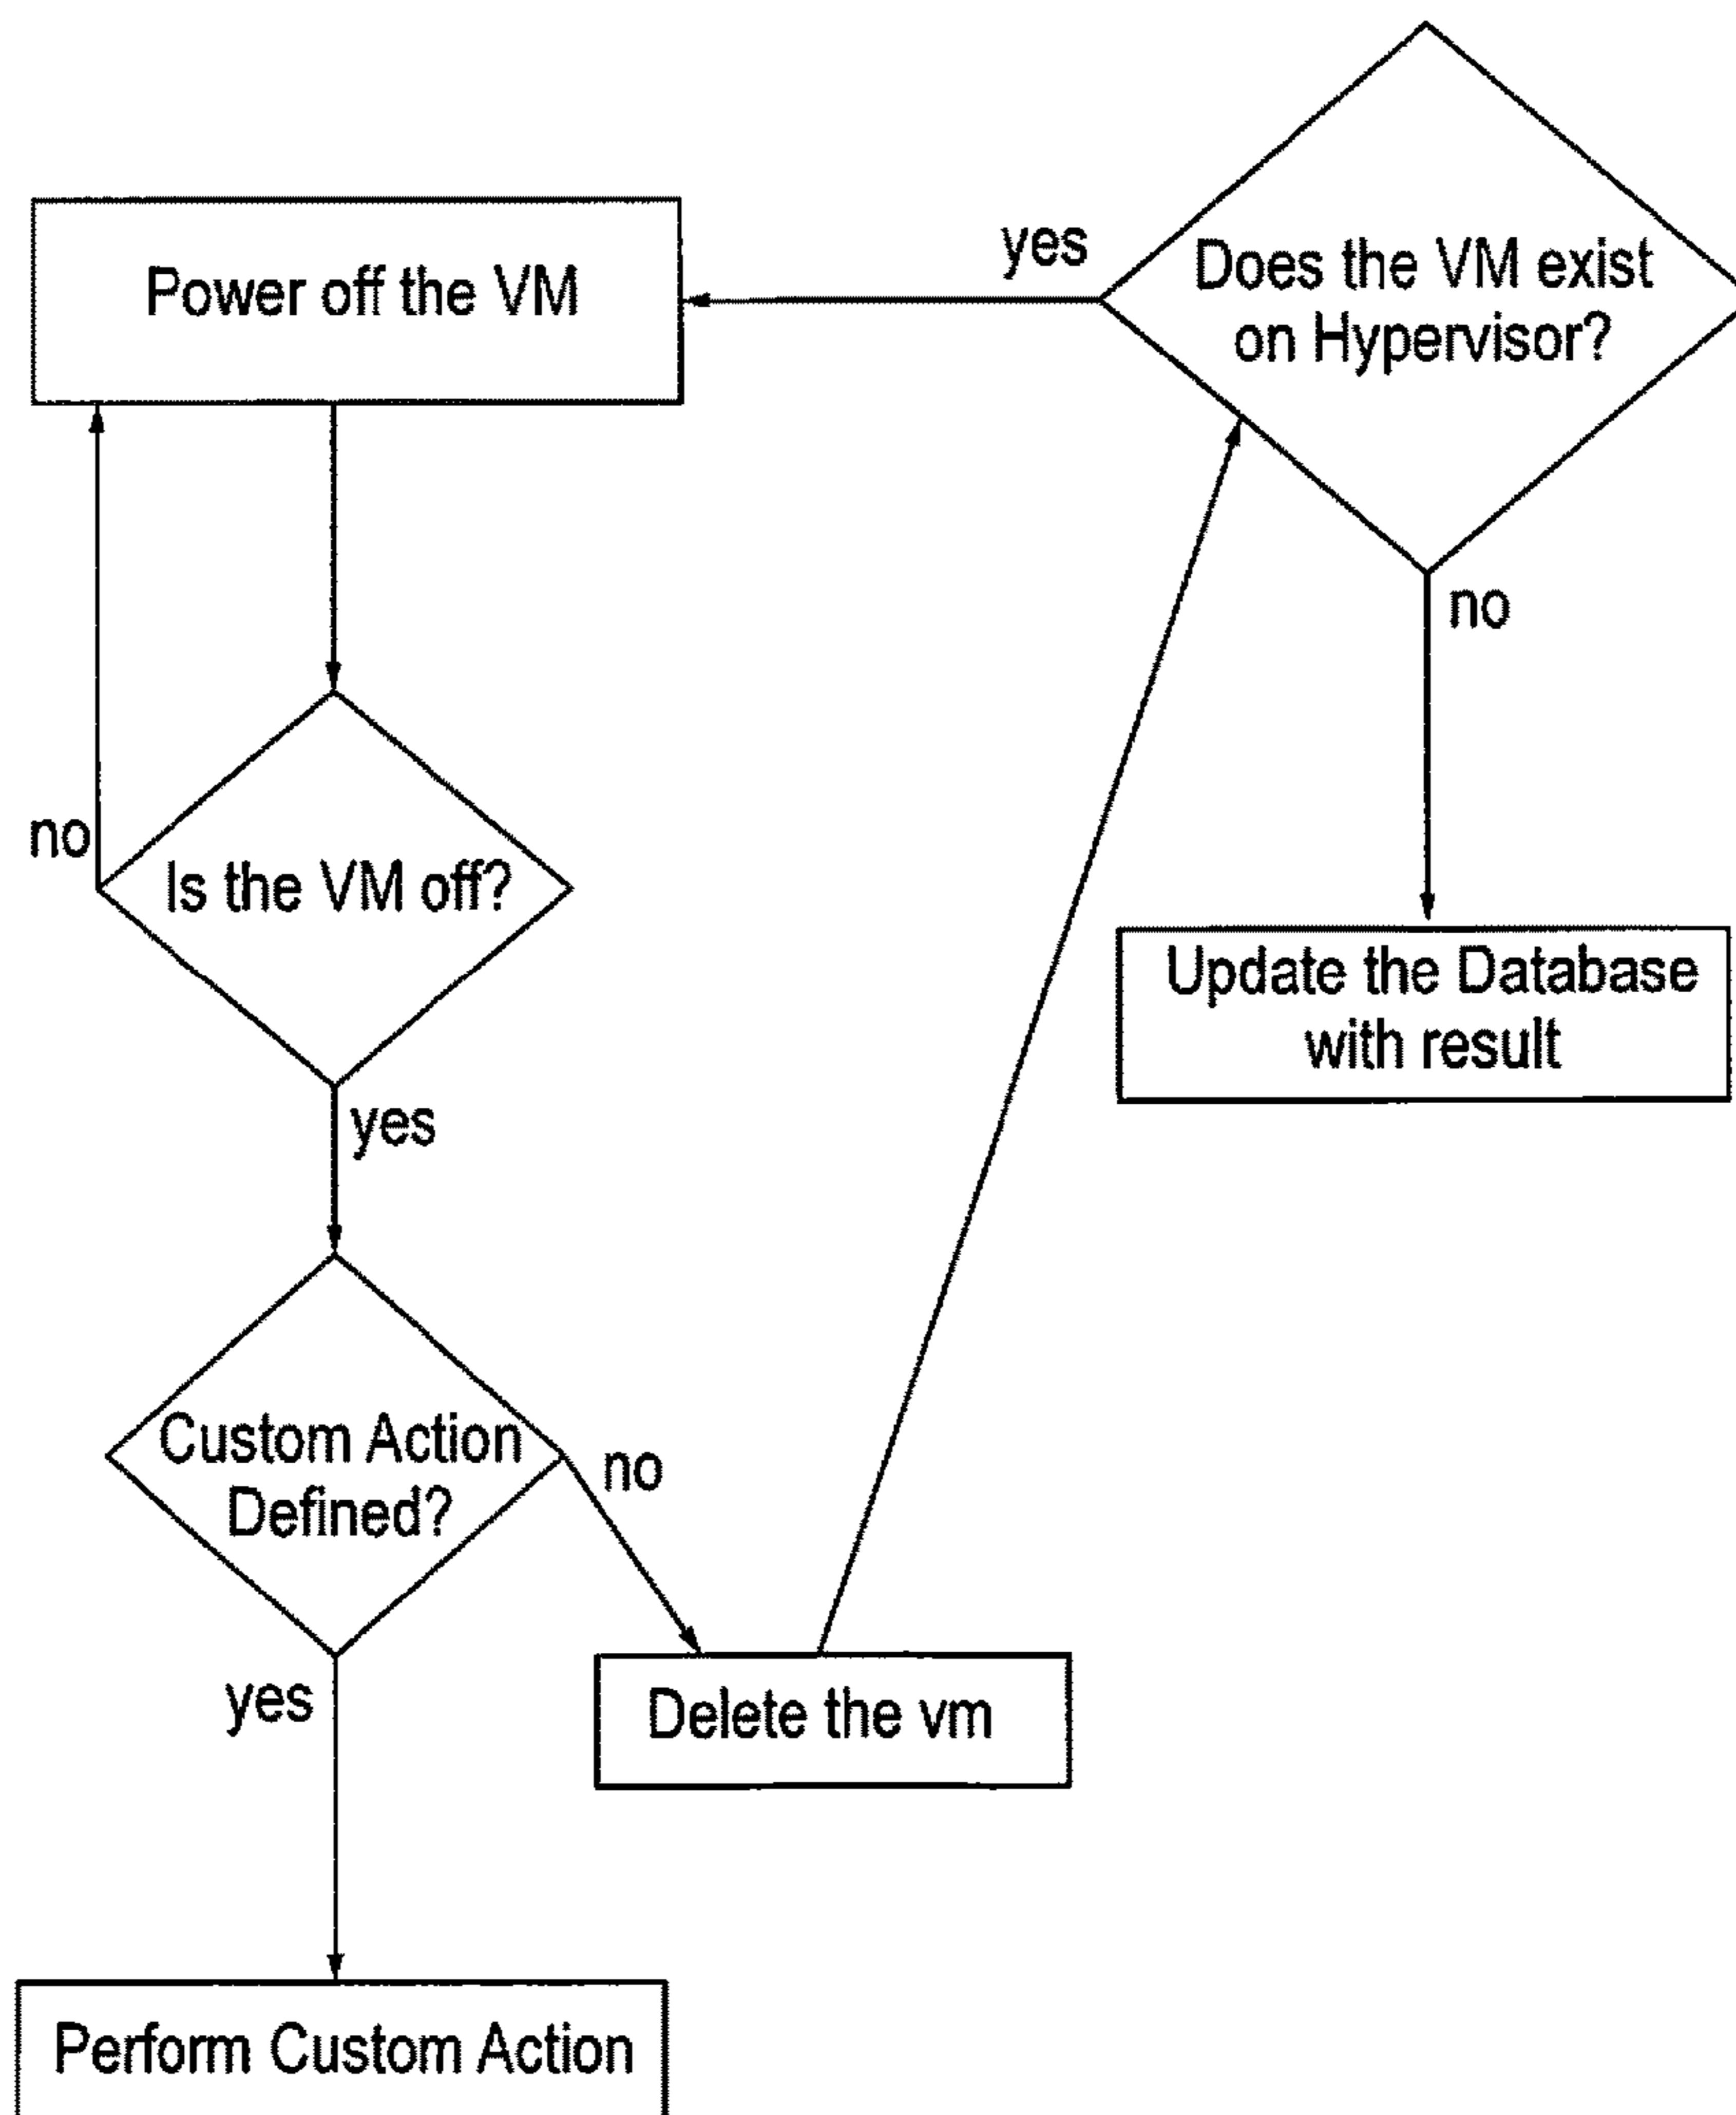 yes
Does the VM exist
on Hypervisor?
Power off the VM
no
no
Is the VM off?
Update the Database
with result
yes
Custom Action
Defined?
no
yes
Delete the vm
Perform Custom Action